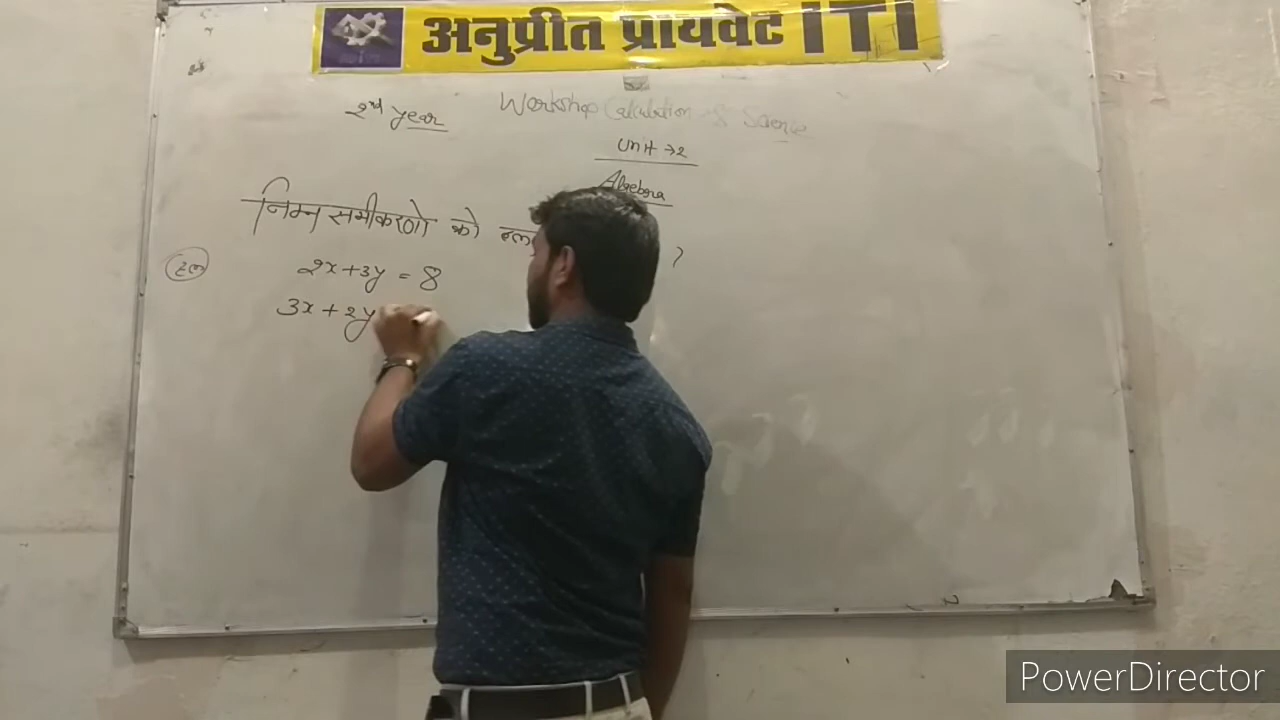 अनुप्रीत प्रायवेट ITI
2nd year Workshop Calculation & Science
Unit → 2
Algebra
निम्न समीकरणो को
हल 2x + 3y = 8
3x + 2y
PowerDirector